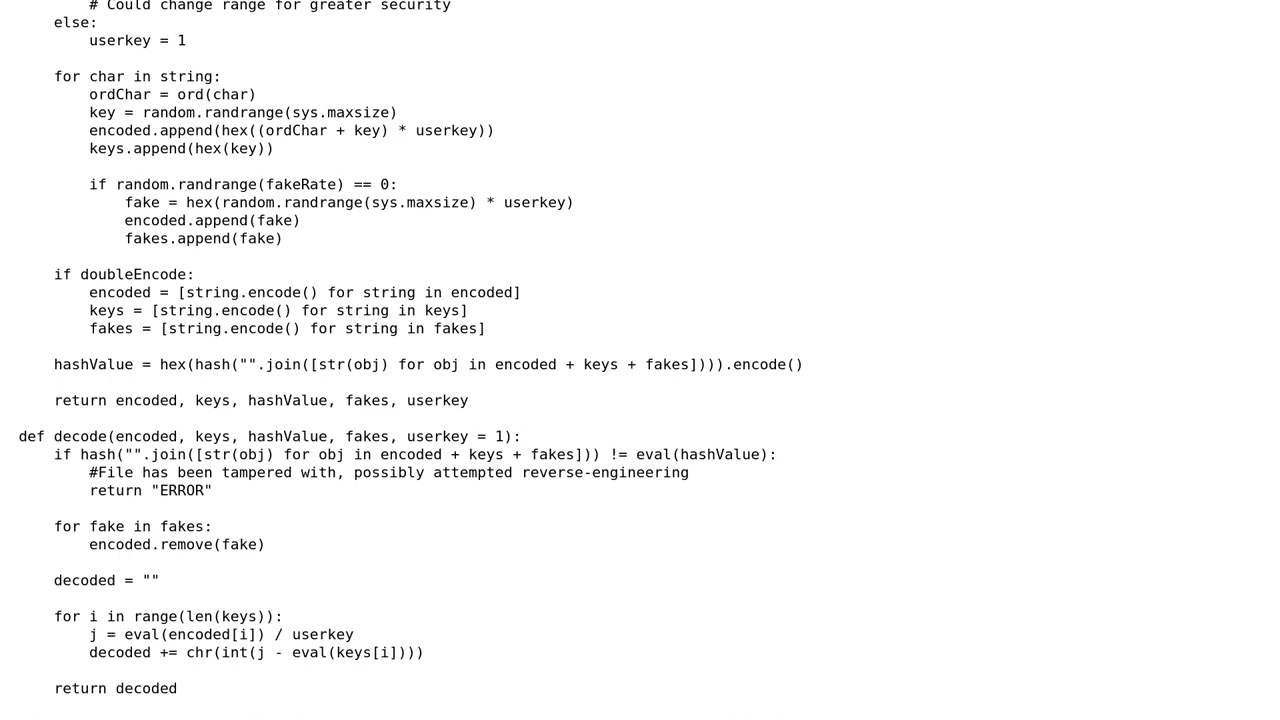 # Could change range for greater security
else:
userkey = 1
for char in string:
ordChar = ord(char)
key = random.randrange(sys.maxsize)
encoded.append(hex((ordChar + key) * userkey))
keys.append(hex(key))
if random.randrange(fakeRate) == 0:
fake = hex(random.randrange(sys.maxsize) * userkey)
encoded.append(fake)
fakes.append(fake)
if doubleEncode:
encoded = [string.encode() for string in encoded]
keys = [string.encode() for string in keys]
fakes = [string.encode() for string in fakes]
hashValue = hex(hash("".join([str(obj) for obj in encoded + keys + fakes]))).encode()
return encoded, keys, hashValue, fakes, userkey
def decode(encoded, keys, hashValue, fakes, userkey = 1):
if hash("".join([str(obj) for obj in encoded + keys + fakes])) != eval(hashValue):
#File has been tampered with, possibly attempted reverse-engineering
return "ERROR"
for fake in fakes:
encoded.remove(fake)
decoded = ""
for i in range(len(keys)):
j = eval(encoded[i]) / userkey
decoded += chr(int(j - eval(keys[i])))
return decoded